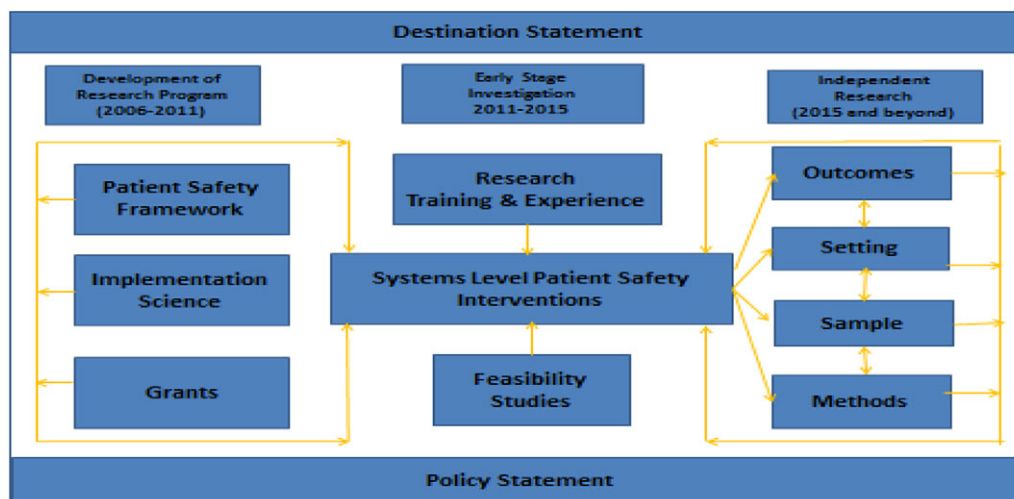 Destination Statement
Development of
Research Program
(2006-2011)
Early Stage
Investigation
2011-2015
Independent
Research
(2015 and beyond)
Patient Safety
Framework
Implementation
Science
Grants
Research
Training & Experience
Systems Level Patient Safety
Interventions
Feasibility
Studies
Outcomes
Setting
Sample
Methods
Policy Statement